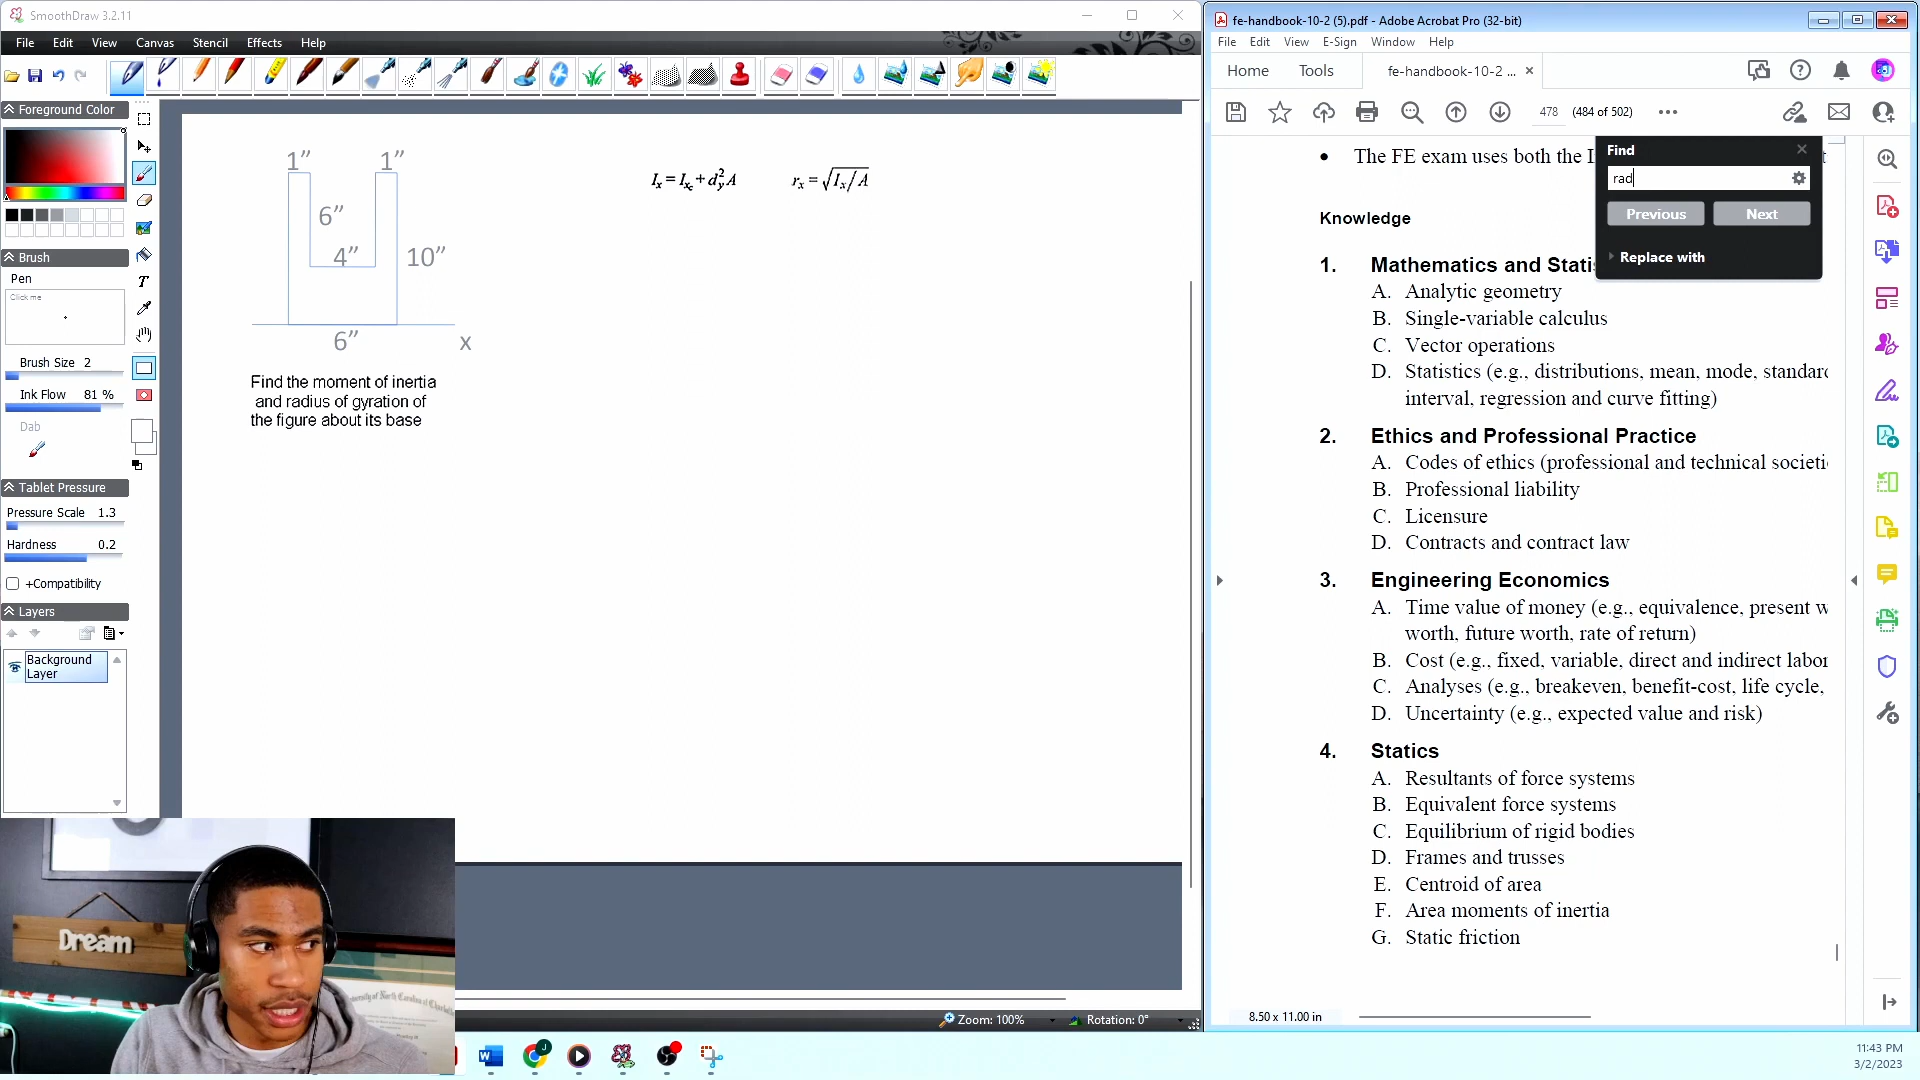 SmoothDraw 3.2.11
File Edit View Canvas Stencil Effects Help
Foreground Color
Brush
Pen
Click me
Brush Size 2
Ink Flow 81 %
Dab
Tablet Pressure
Pressure Scale 1.3
Hardness 0.2
+Compatibility
Layers
Background
Layer
1” 1”
6”
4” 10”
6” x
Find the moment of inertia
and radius of gyration of
the figure about its base
Iₓ = Iₓc + d_y² A rₓ = √(Iₓ/A)
Dream
University of North Carolina at
Zoom: 100% Rotation: 0°
fe-handbook-10-2 (5).pdf - Adobe Acrobat Pro (32-bit)
File Edit View E-Sign Window Help
Home Tools fe-handbook-10-2 ... ×
478 (484 of 502)
Find
rad
Previous Next
Replace with
• The FE exam uses both the I
Knowledge
1. Mathematics and Stati
A. Analytic geometry
B. Single-variable calculus
C. Vector operations
D. Statistics (e.g., distributions, mean, mode, standard
interval, regression and curve fitting)
2. Ethics and Professional Practice
A. Codes of ethics (professional and technical societi
B. Professional liability
C. Licensure
D. Contracts and contract law
3. Engineering Economics
A. Time value of money (e.g., equivalence, present w
worth, future worth, rate of return)
B. Cost (e.g., fixed, variable, direct and indirect labor
C. Analyses (e.g., breakeven, benefit-cost, life cycle,
D. Uncertainty (e.g., expected value and risk)
4. Statics
A. Resultants of force systems
B. Equivalent force systems
C. Equilibrium of rigid bodies
D. Frames and trusses
E. Centroid of area
F. Area moments of inertia
G. Static friction
8.50 x 11.00 in
11:43 PM
3/2/2023